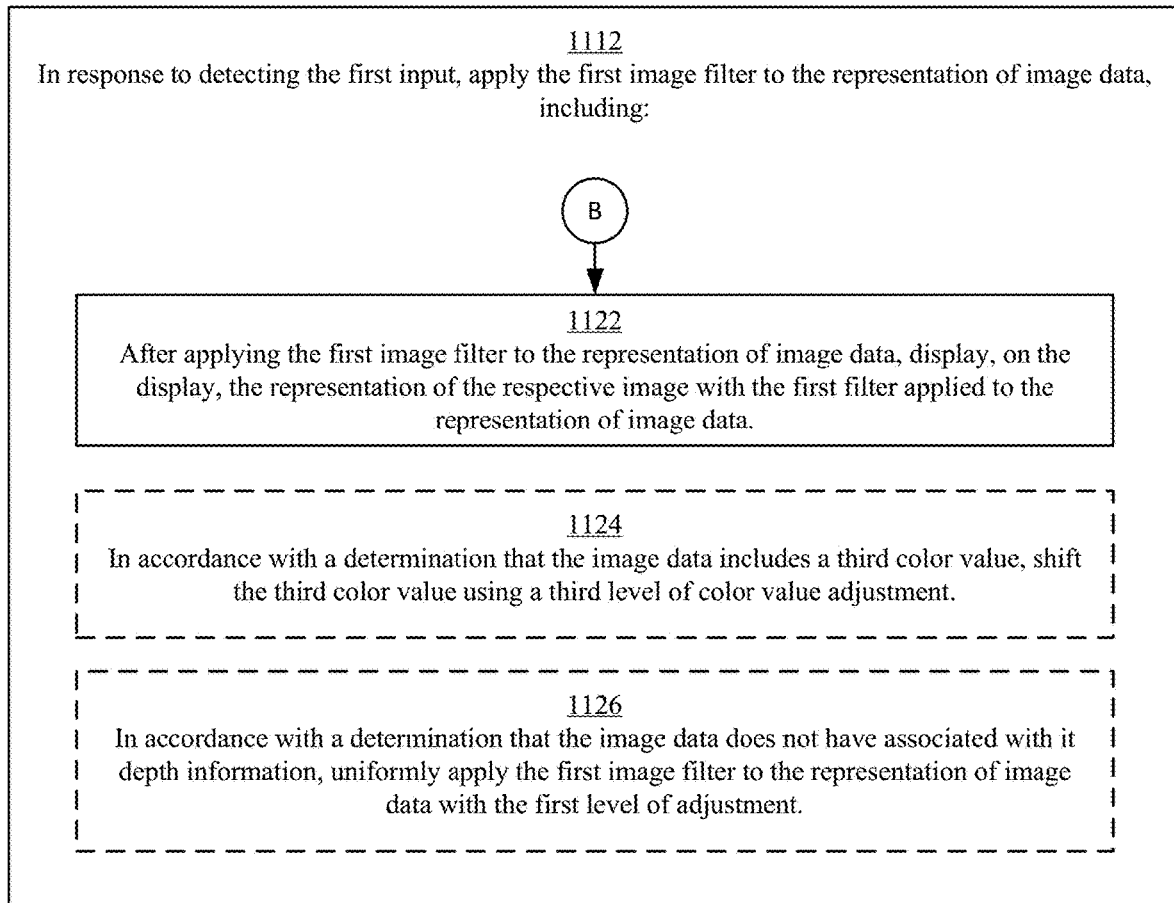 1112
In response to detecting the first input, apply the first image filter to the representation of image data,
including:
B
1122
After applying the first image filter to the representation of image data, display, on the
display, the representation of the respective image with the first filter applied to the
representation of image data.
1124
In accordance with a determination that the image data includes a third color value, shift
the third color value using a third level of color value adjustment.
1126
In accordance with a determination that the image data does not have associated with it
depth information, uniformly apply the first image filter to the representation of image
data with the first level of adjustment.